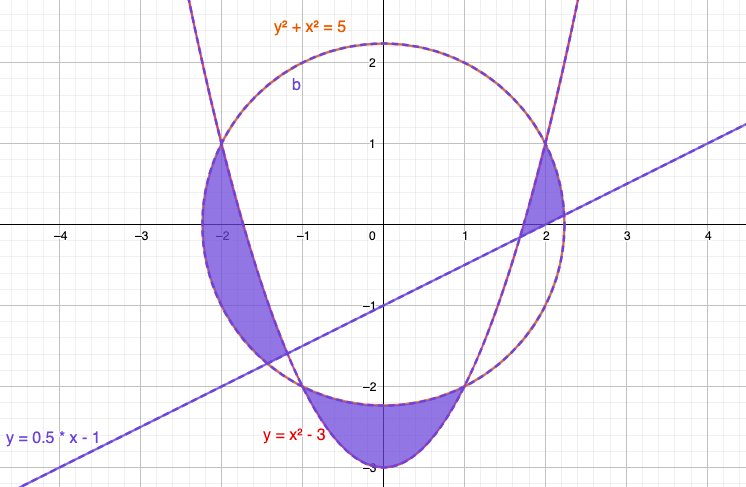 y² + x² = 5
2
b
1
−4 −3 −2 −1 0 1 2 3 4
−1
−2
y = 0.5 * x - 1
y = x² - 3
−3